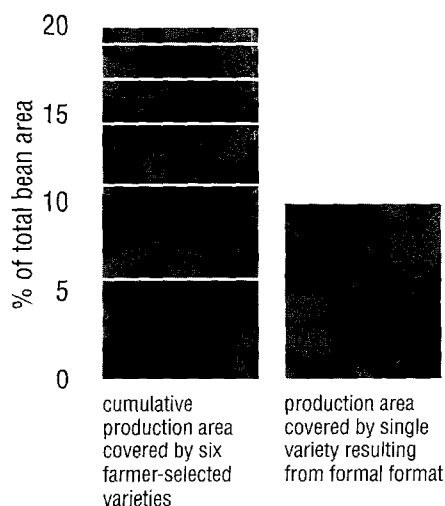 % of total bean area
20
15
10
5
0
cumulative
production area
covered by six
farmer-selected
varieties
production area
covered by single
variety resulting
from formal format